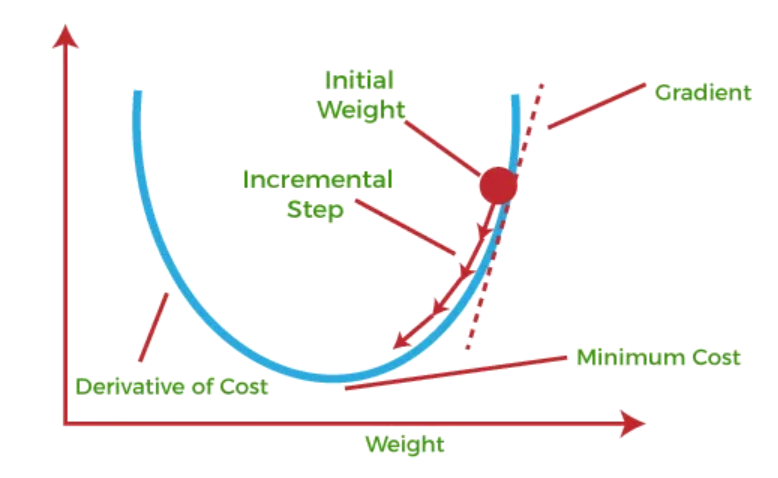 Initial
Weight
Gradient
Incremental
Step
Minimum Cost
Derivative of Cost
Weight